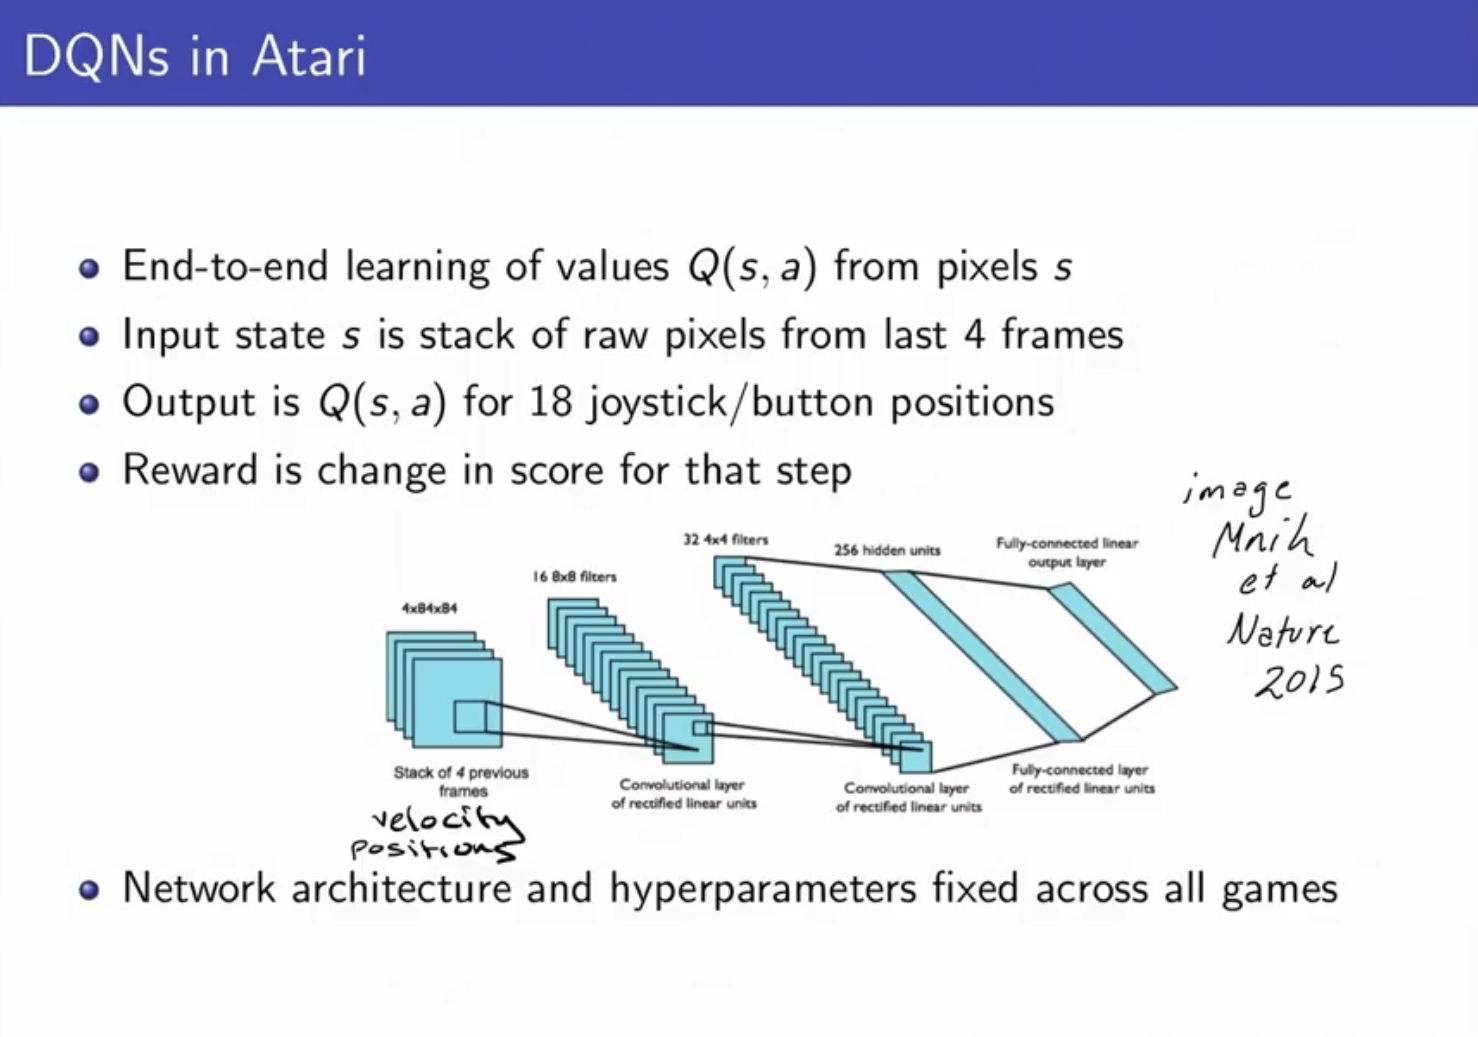 DQNs in Atari
End-to-end learning of values Q(s, a) from pixels s
Input state s is stack of raw pixels from last 4 frames
Output is Q(s, a) for 18 joystick/button positions
Reward is change in score for that step
image
Mnih
et al
Nature
2015
4x84x84
16 8x8 filters
32 4x4 filters
256 hidden units
Fully-connected linear
output layer
Stack of 4 previous
frames
Convolutional layer
of rectified linear units
Convolutional layer
of rectified linear units
Fully-connected layer
of rectified linear units
velocity
positions
Network architecture and hyperparameters fixed across all games